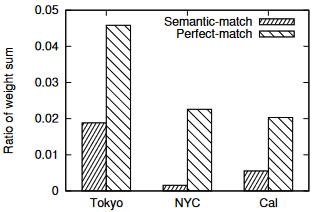 0.05
Semantic-match
Perfect-match
0.04
0.03
0.02
0.01
0
Ratio of weight sum
Tokyo NYC Cal